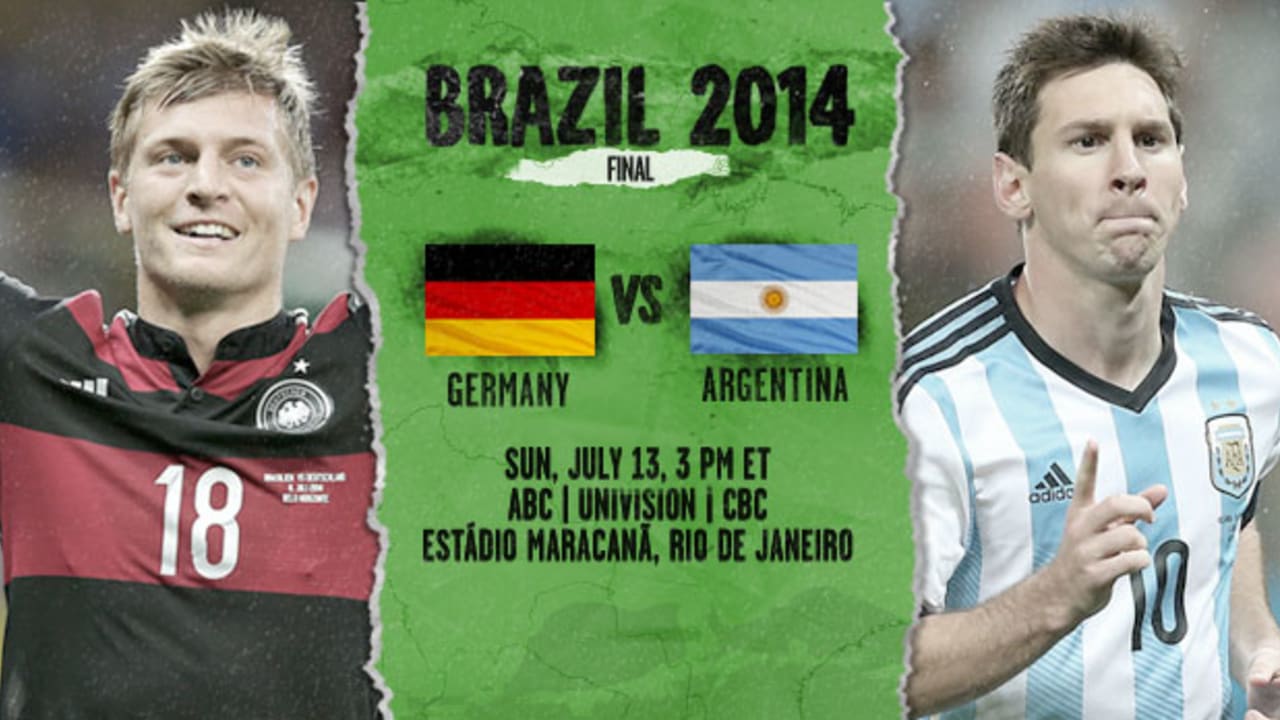 BRAZIL 2014
FINAL
VS
GERMANY
ARGENTINA
SUN, JULY 13, 3 PM ET
ABC | UNIVISION | CBC
ESTÁDIO MARACANÃ, RIO DE JANEIRO
18
adidas
10